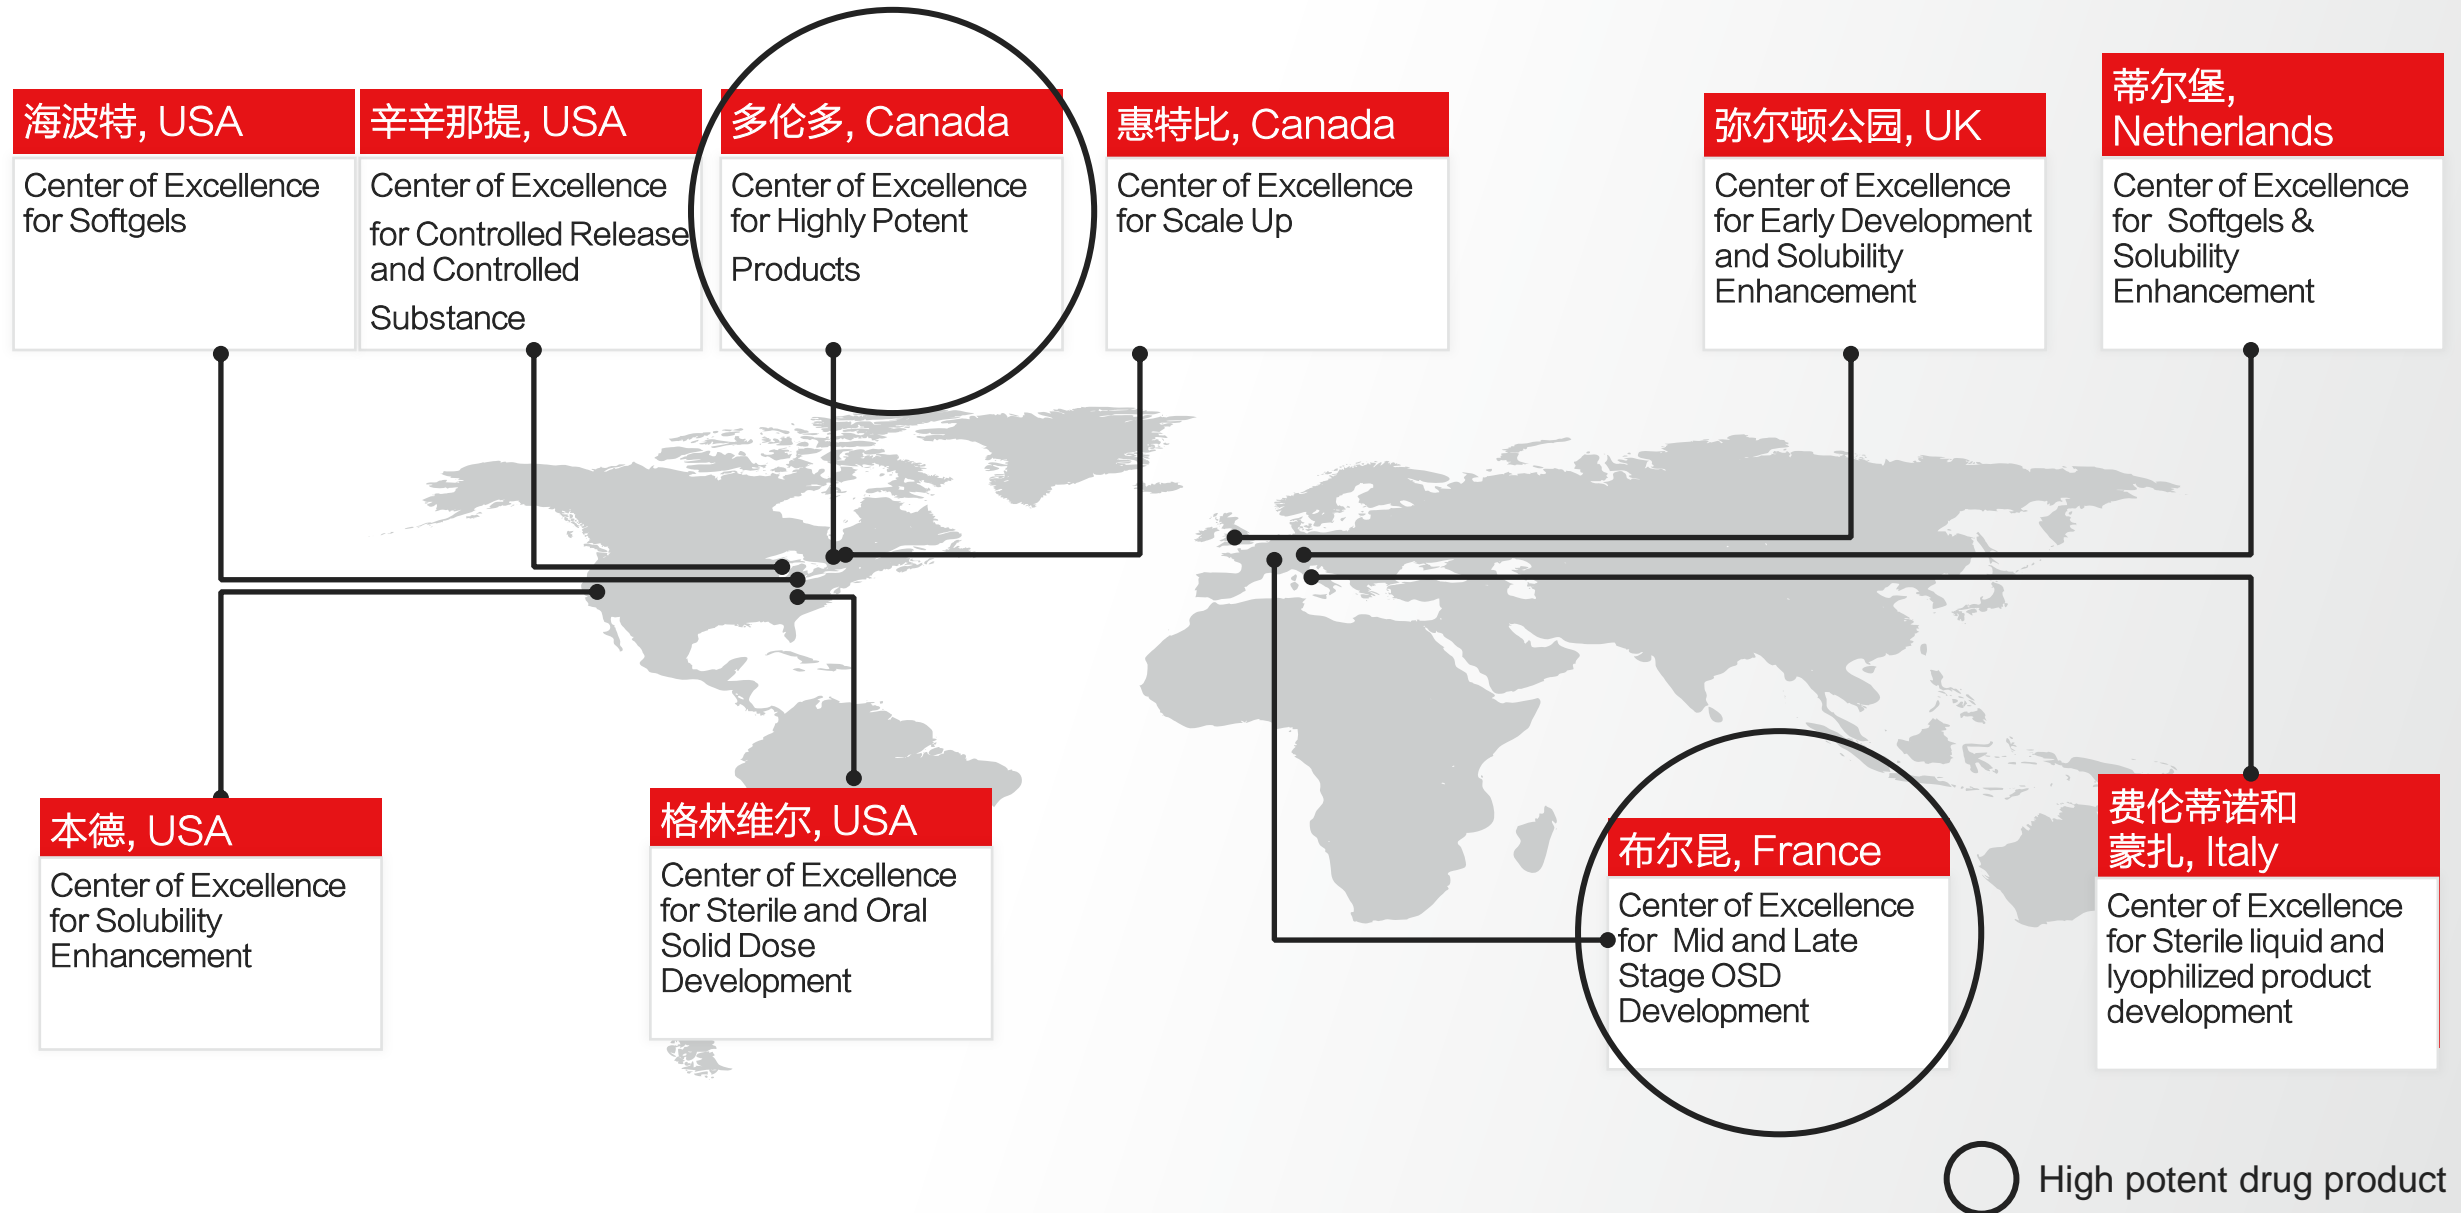 海波特, USA
Center of Excellence
for Softgels
辛辛那提, USA
Center of Excellence
for Controlled Release
and Controlled
Substance
多伦多, Canada
Center of Excellence
for Highly Potent
Products
惠特比, Canada
Center of Excellence
for Scale Up
弥尔顿公园, UK
Center of Excellence
for Early Development
and Solubility
Enhancement
蒂尔堡,
Netherlands
Center of Excellence
for Softgels &
Solubility
Enhancement
本德, USA
Center of Excellence
for Solubility
Enhancement
格林维尔, USA
Center of Excellence
for Sterile and Oral
Solid Dose
Development
布尔昆, France
Center of Excellence
for Mid and Late
Stage OSD
Development
费伦蒂诺和
蒙扎, Italy
Center of Excellence
for Sterile liquid and
lyophilized product
development
High potent drug product